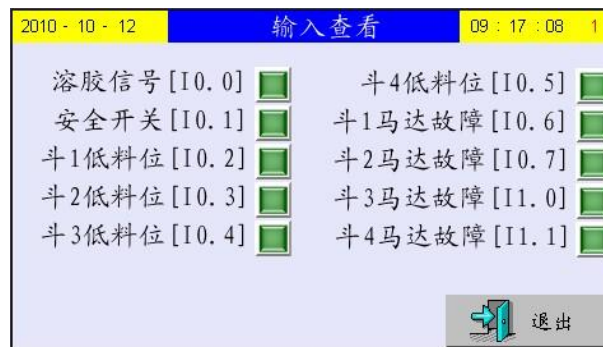 2010 - 10 - 12 输入查看 09 : 17 : 08 1
溶胶信号[I0.0] 斗4低料位[I0.5]
安全开关[I0.1] 斗1马达故障[I0.6]
斗1低料位[I0.2] 斗2马达故障[I0.7]
斗2低料位[I0.3] 斗3马达故障[I1.0]
斗3低料位[I0.4] 斗4马达故障[I1.1]
退出